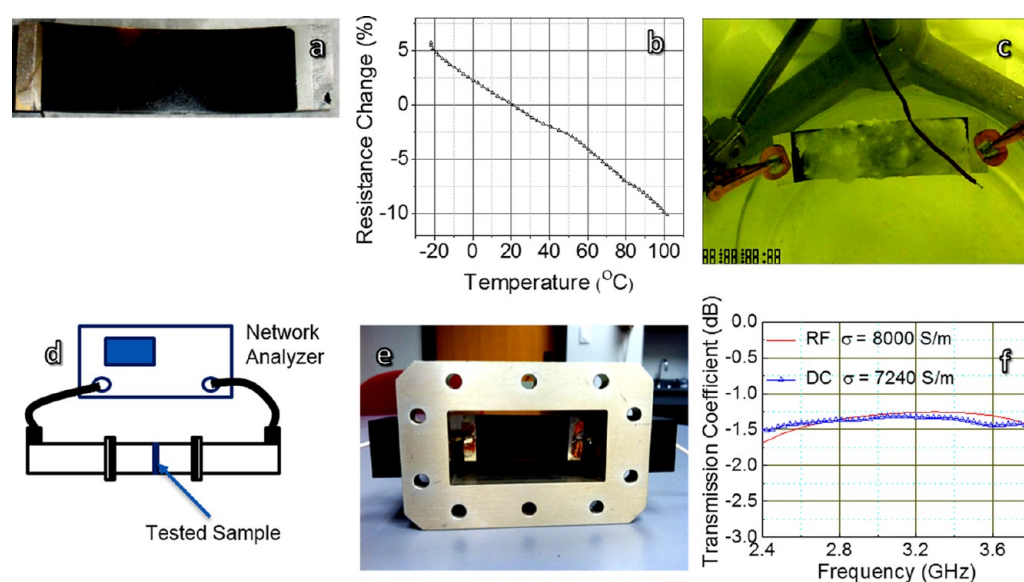 a
b
Resistance Change (%)
5
0
-5
-10
-20 0 20 40 60 80 100
Temperature (°C)
c
d
Network
Analyzer
Tested Sample
e
f
Transmission Coefficient (dB)
0.0
-0.5
-1.0
-1.5
-2.0
-2.5
-3.0
RF σ = 8000 S/m
DC σ = 7240 S/m
2.4 2.8 3.2 3.6
Frequency (GHz)